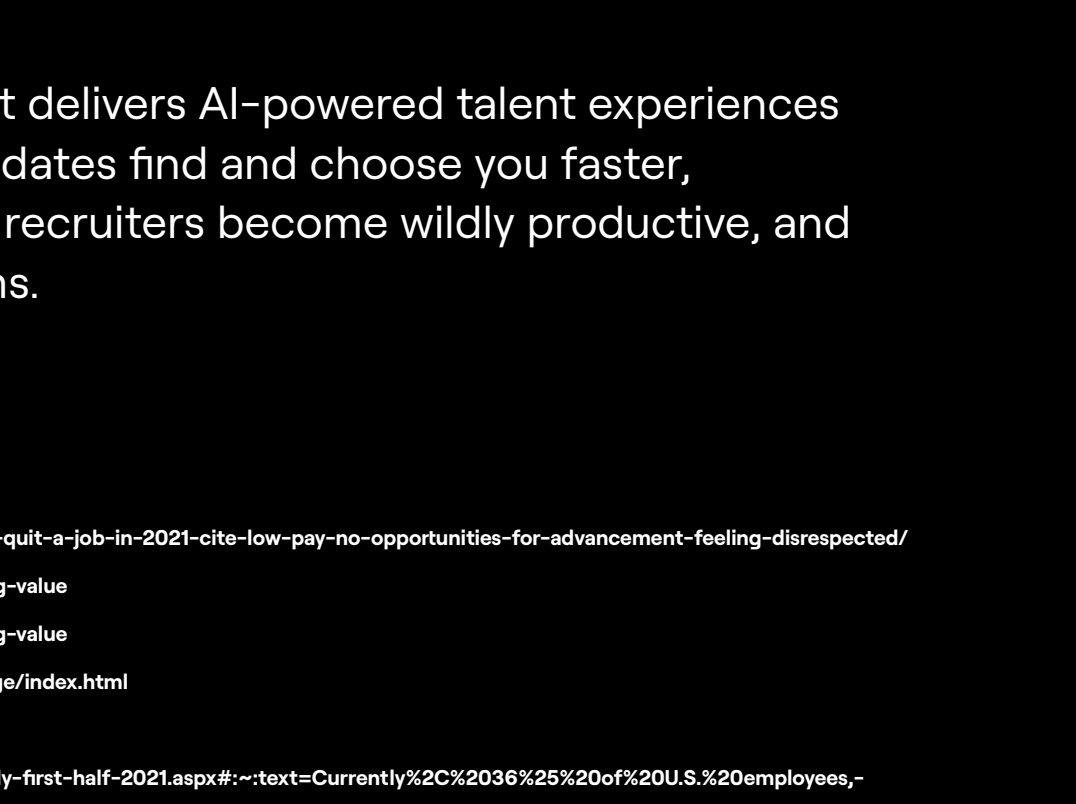 t delivers AI-powered talent experiences
dates find and choose you faster,
recruiters become wildly productive, and
ns.
-quit-a-job-in-2021-cite-low-pay-no-opportunities-for-advancement-feeling-disrespected/
g-value
g-value
ge/index.html
ly-first-half-2021.aspx#:~:text=Currently%2C%2036%25%20of%20U.S.%20employees,-